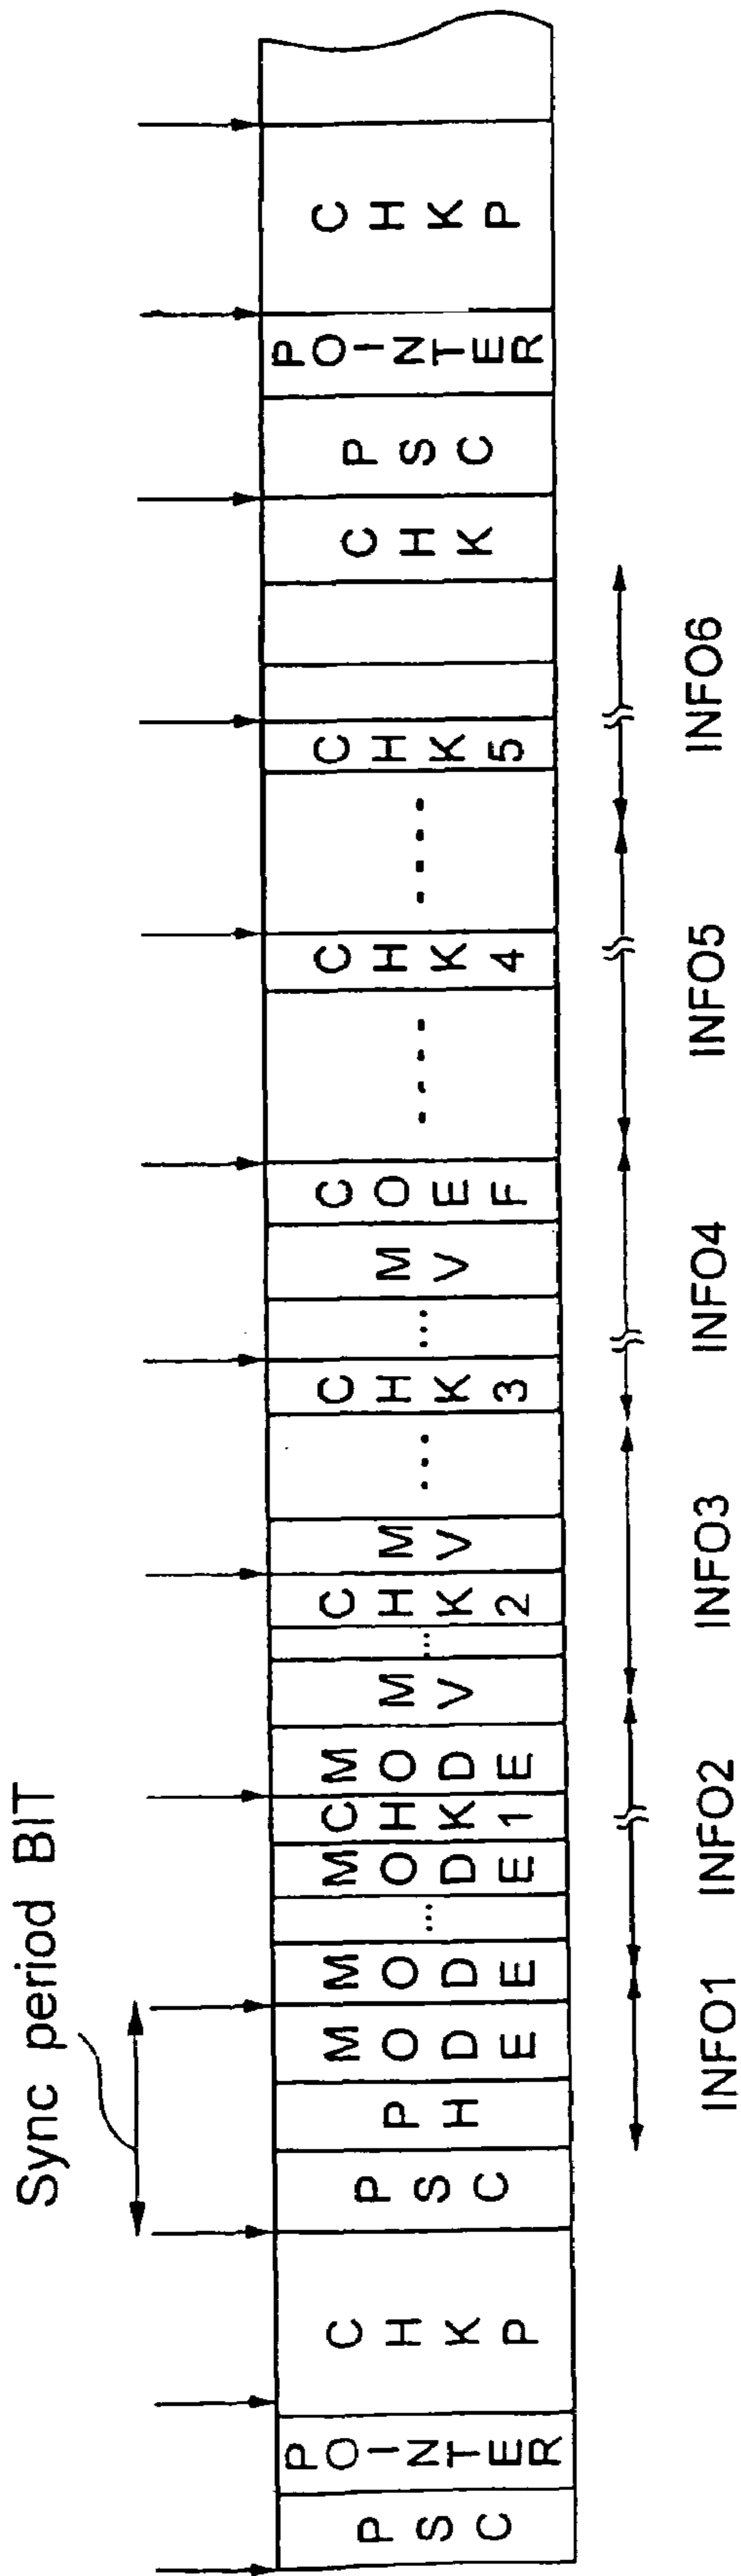 Sync period BIT
PSC
POINTER
CHKP
PSC
PH
MODE
MODE
...
MODE
CHK1
MODE
MV
...
CHK2
MV
...
CHK3
...
MV
COEF
....
CHK4
....
CHK5
CHK
PSC
POINTER
CHKP
INFO1
INFO2
INFO3
INFO4
INFO5
INFO6